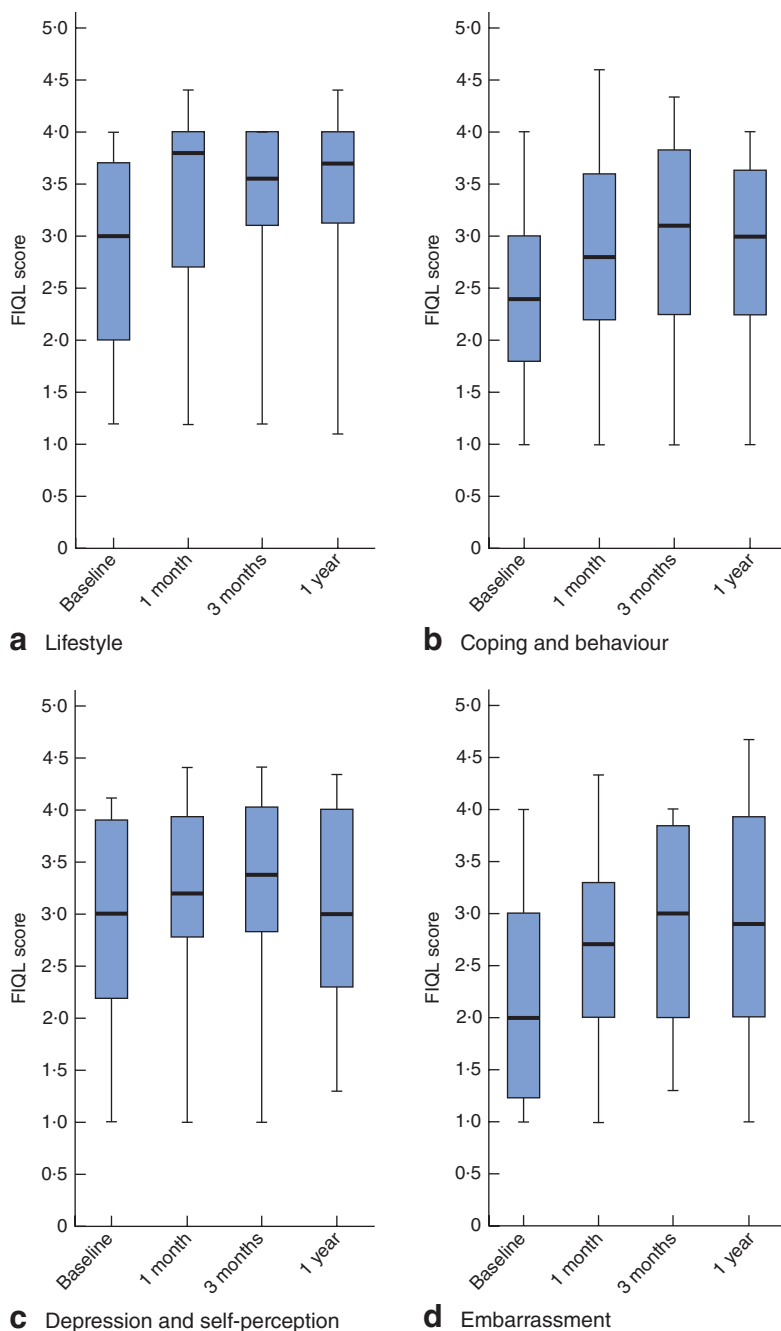 5·0
4·5
4·0
3·5
3·0
2·5
2·0
1·5
1·0
0·5
0
FIQL score
Baseline
1 month
3 months
1 year
a Lifestyle
5·0
4·5
4·0
3·5
3·0
2·5
2·0
1·5
1·0
0·5
0
FIQL score
Baseline
1 month
3 months
1 year
b Coping and behaviour
5·0
4·5
4·0
3·5
3·0
2·5
2·0
1·5
1·0
0·5
0
FIQL score
Baseline
1 month
3 months
1 year
c Depression and self-perception
5·0
4·5
4·0
3·5
3·0
2·5
2·0
1·5
1·0
0·5
0
FIQL score
Baseline
1 month
3 months
1 year
d Embarrassment